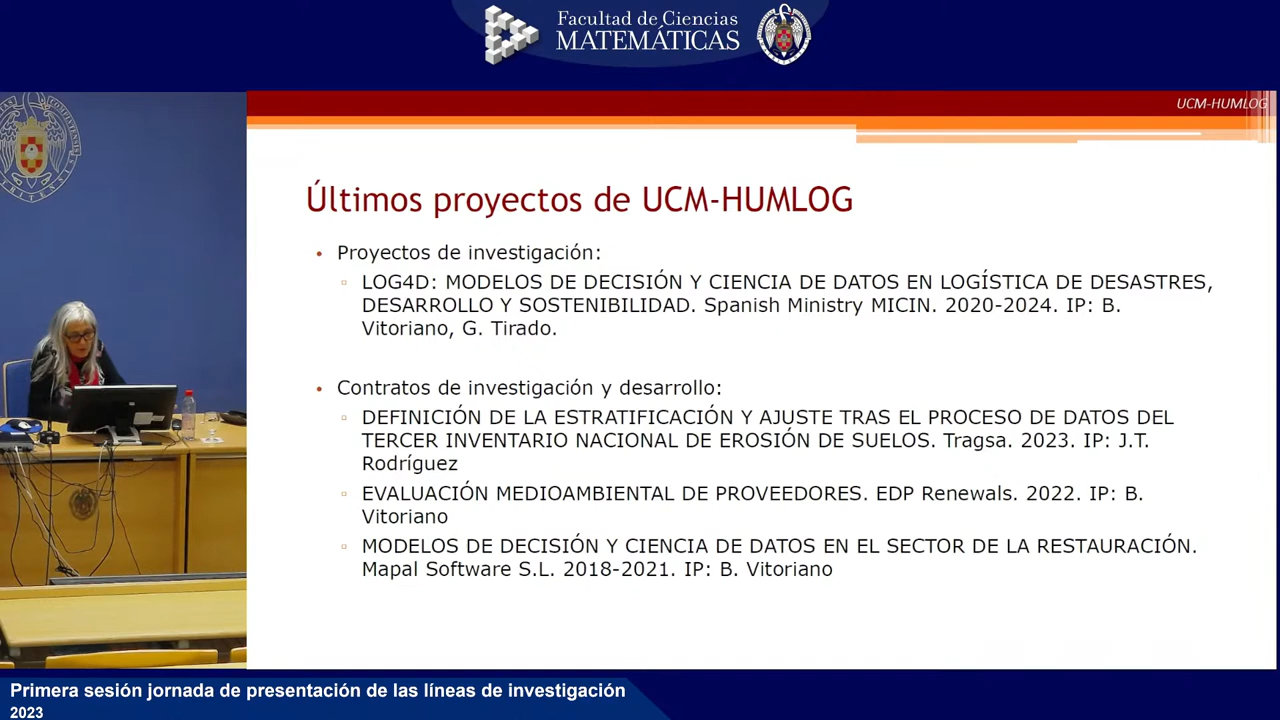 Facultad de Ciencias
MATEMÁTICAS
UCM-HUMLOG
Últimos proyectos de UCM-HUMLOG
• Proyectos de investigación:
▫ LOG4D: MODELOS DE DECISIÓN Y CIENCIA DE DATOS EN LOGÍSTICA DE DESASTRES,
DESARROLLO Y SOSTENIBILIDAD. Spanish Ministry MICIN. 2020-2024. IP: B.
Vitoriano, G. Tirado.
• Contratos de investigación y desarrollo:
▫ DEFINICIÓN DE LA ESTRATIFICACIÓN Y AJUSTE TRAS EL PROCESO DE DATOS DEL
TERCER INVENTARIO NACIONAL DE EROSIÓN DE SUELOS. Tragsa. 2023. IP: J.T.
Rodríguez
▫ EVALUACIÓN MEDIOAMBIENTAL DE PROVEEDORES. EDP Renewals. 2022. IP: B.
Vitoriano
▫ MODELOS DE DECISIÓN Y CIENCIA DE DATOS EN EL SECTOR DE LA RESTAURACIÓN.
Mapal Software S.L. 2018-2021. IP: B. Vitoriano
Primera sesión jornada de presentación de las líneas de investigación
2023